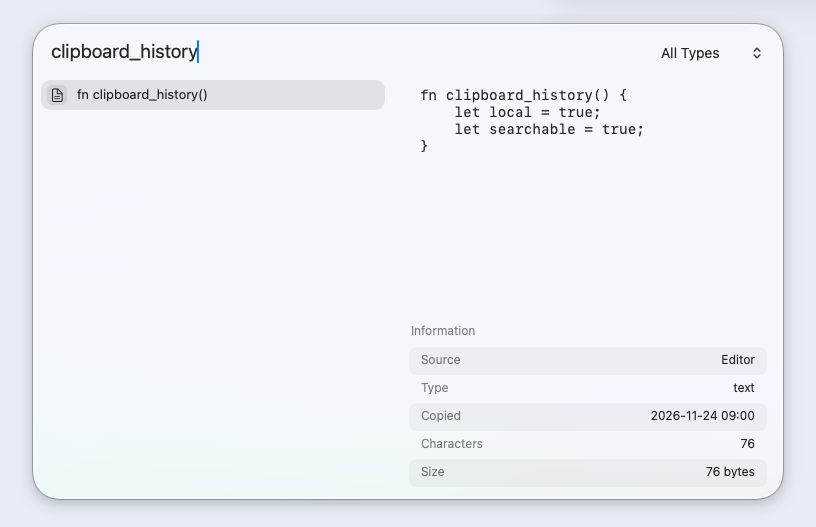 clipboard_history
All Types
fn clipboard_history()
fn clipboard_history() {
    let local = true;
    let searchable = true;
}
Information
Source Editor
Type text
Copied 2026-11-24 09:00
Characters 76
Size 76 bytes